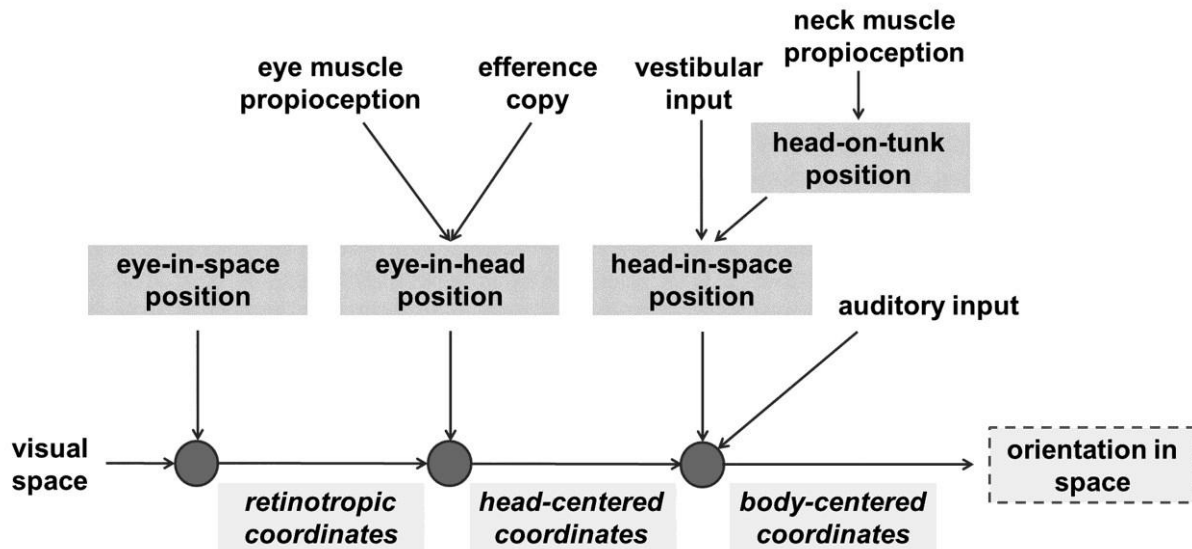 neck muscle
propioception
eye muscle
propioception
efference
copy
vestibular
input
head-on-tunk
position
eye-in-space
position
eye-in-head
position
head-in-space
position
auditory input
visual
space
orientation in
space
retinotropic
coordinates
head-centered
coordinates
body-centered
coordinates